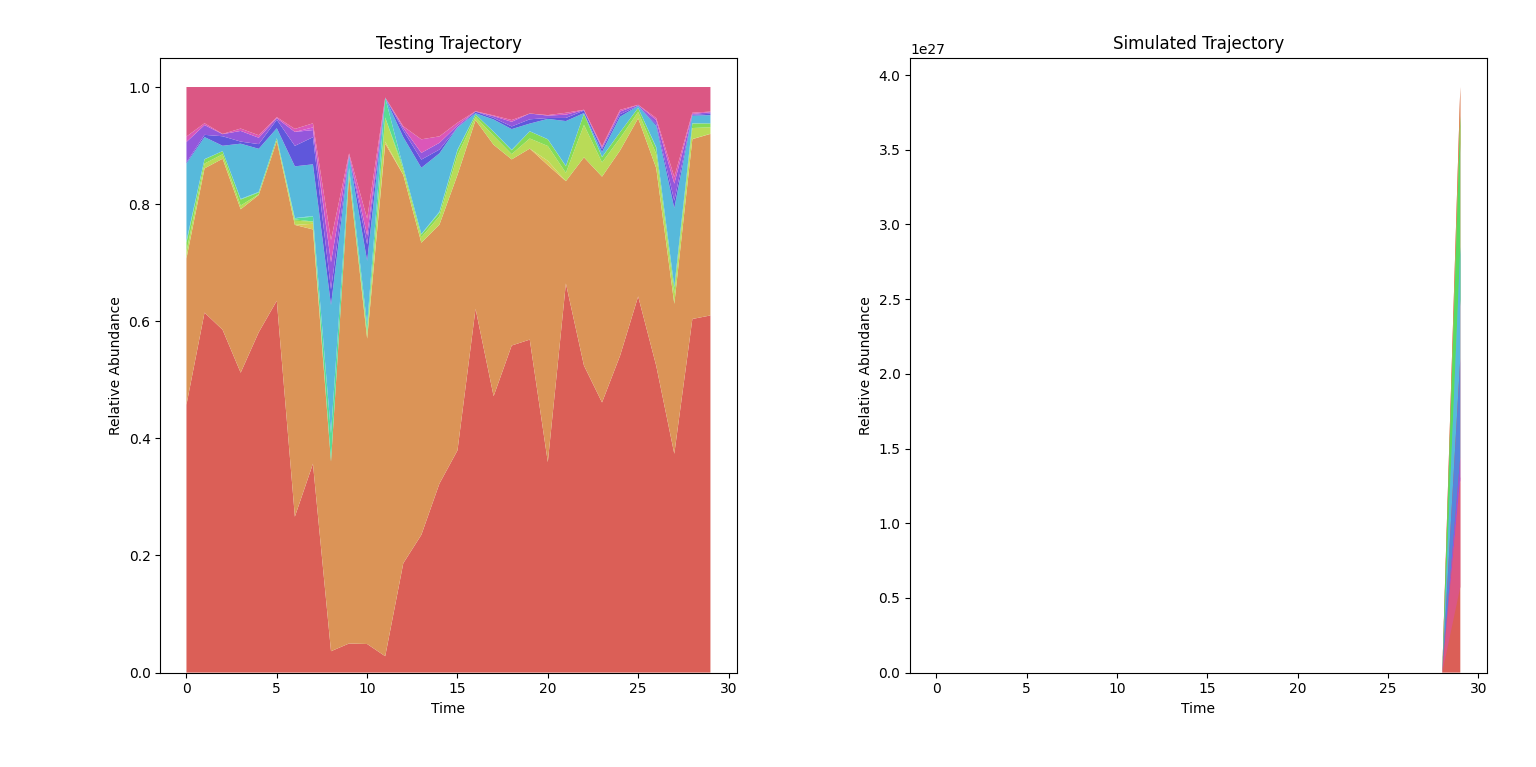 Testing Trajectory
Relative Abundance
1.0
0.8
0.6
0.4
0.2
0.0
0 5 10 15 20 25 30
Time
Simulated Trajectory
1e27
Relative Abundance
4.0
3.5
3.0
2.5
2.0
1.5
1.0
0.5
0.0
0 5 10 15 20 25 30
Time